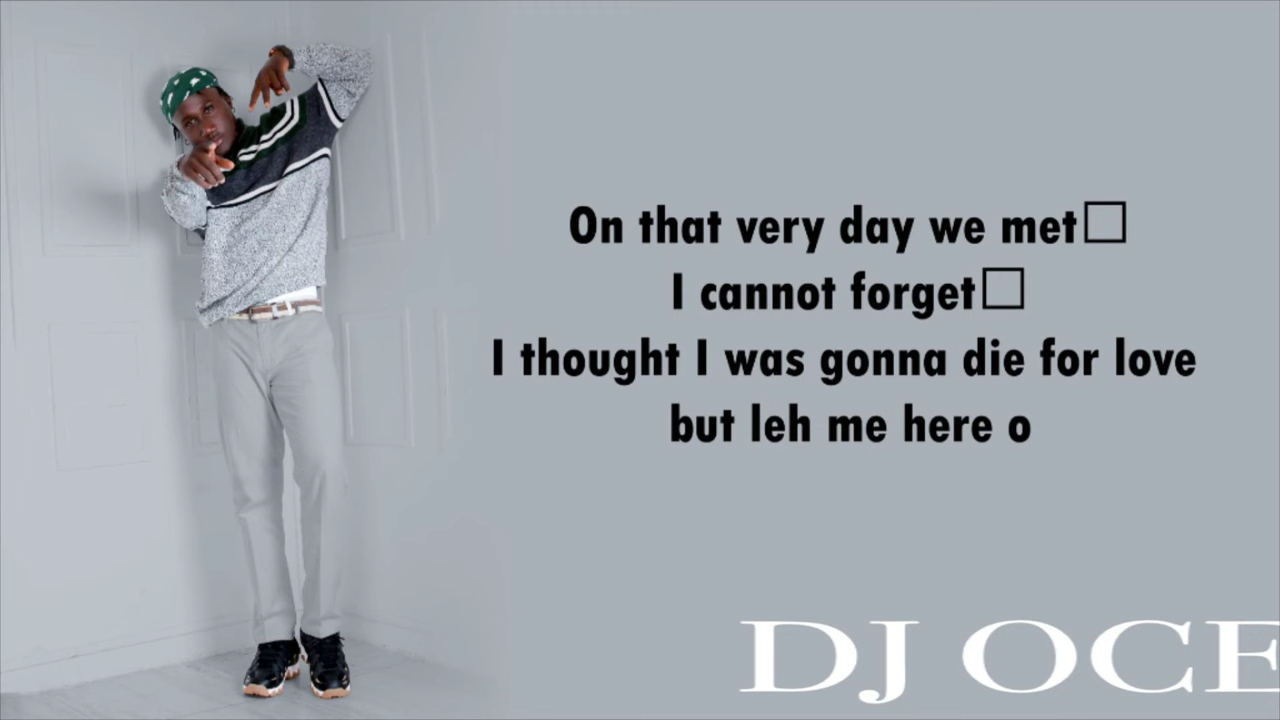 On that very day we met□
I cannot forget□
I thought I was gonna die for love
but leh me here o
DJ OCE